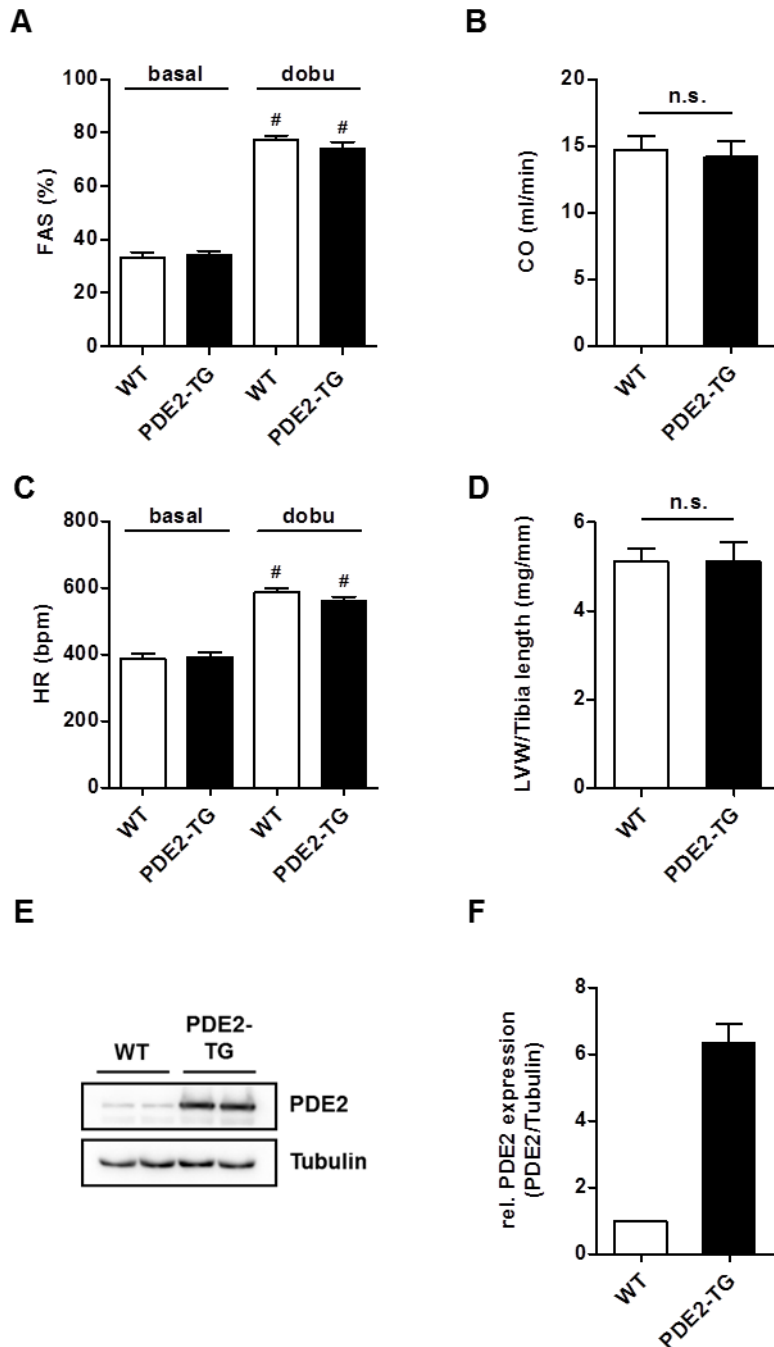 A
basal dobu
FAS (%)
100
80
60
40
20
0
# #
WT PDE2-TG WT PDE2-TG
B
n.s.
CO (ml/min)
20
15
10
5
0
WT PDE2-TG
C
basal dobu
HR (bpm)
800
600
400
200
0
# #
WT PDE2-TG WT PDE2-TG
D
n.s.
LVW/Tibia length (mg/mm)
6
4
2
0
WT PDE2-TG
E
WT
PDE2-
TG
PDE2
Tubulin
F
rel. PDE2 expression
(PDE2/Tubulin)
8
6
4
2
0
WT PDE2-TG